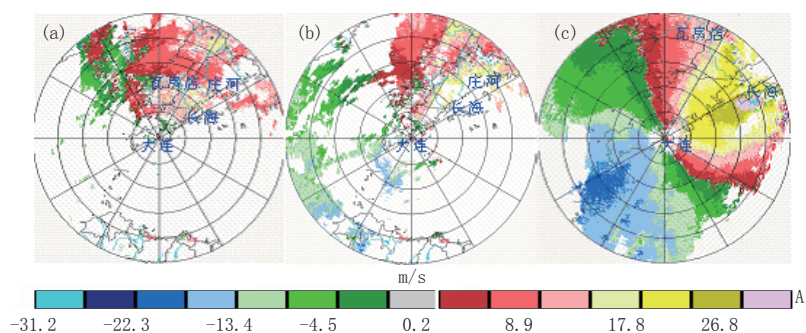 (a)
瓦房店 庄河
长海
大连
(b)
庄河
长海
大连
(c)
瓦房店
长海
大连
m/s
A
-31.2 -22.3 -13.4 -4.5 0.2 8.9 17.8 26.8